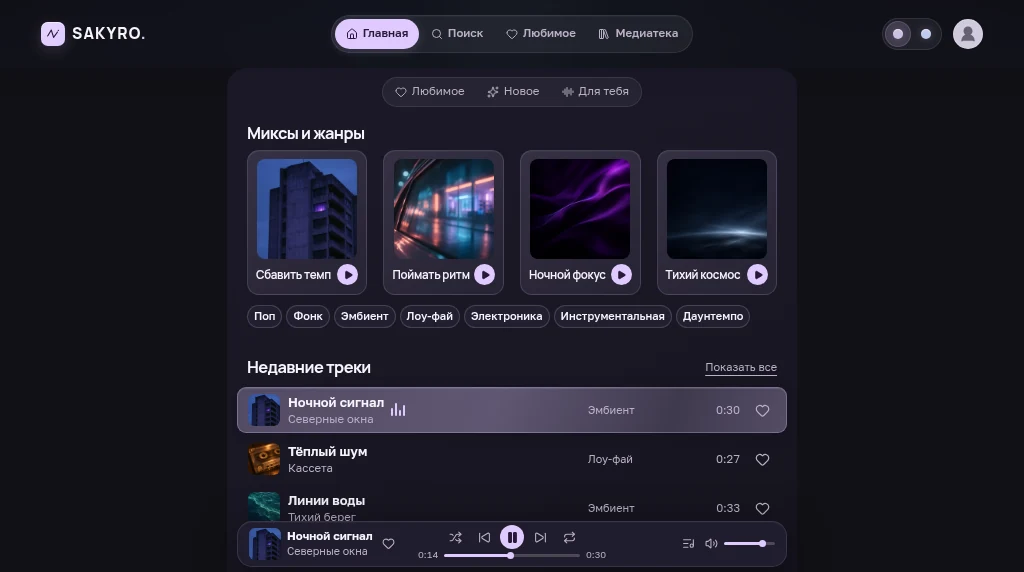 SAKYRO.
Главная
Поиск
Любимое
Медиатека
Любимое
Новое
Для тебя
Миксы и жанры
Сбавить темп
Поймать ритм
Ночной фокус
Тихий космос
Поп
Фонк
Эмбиент
Лоу-фай
Электроника
Инструментальная
Даунтемпо
Недавние треки
Показать все
Ночной сигнал
Северные окна
Эмбиент
0:30
Тёплый шум
Кассета
Лоу-фай
0:27
Линии воды
Тихий берег
Эмбиент
0:33
Ночной сигнал
Северные окна
0:14
0:30